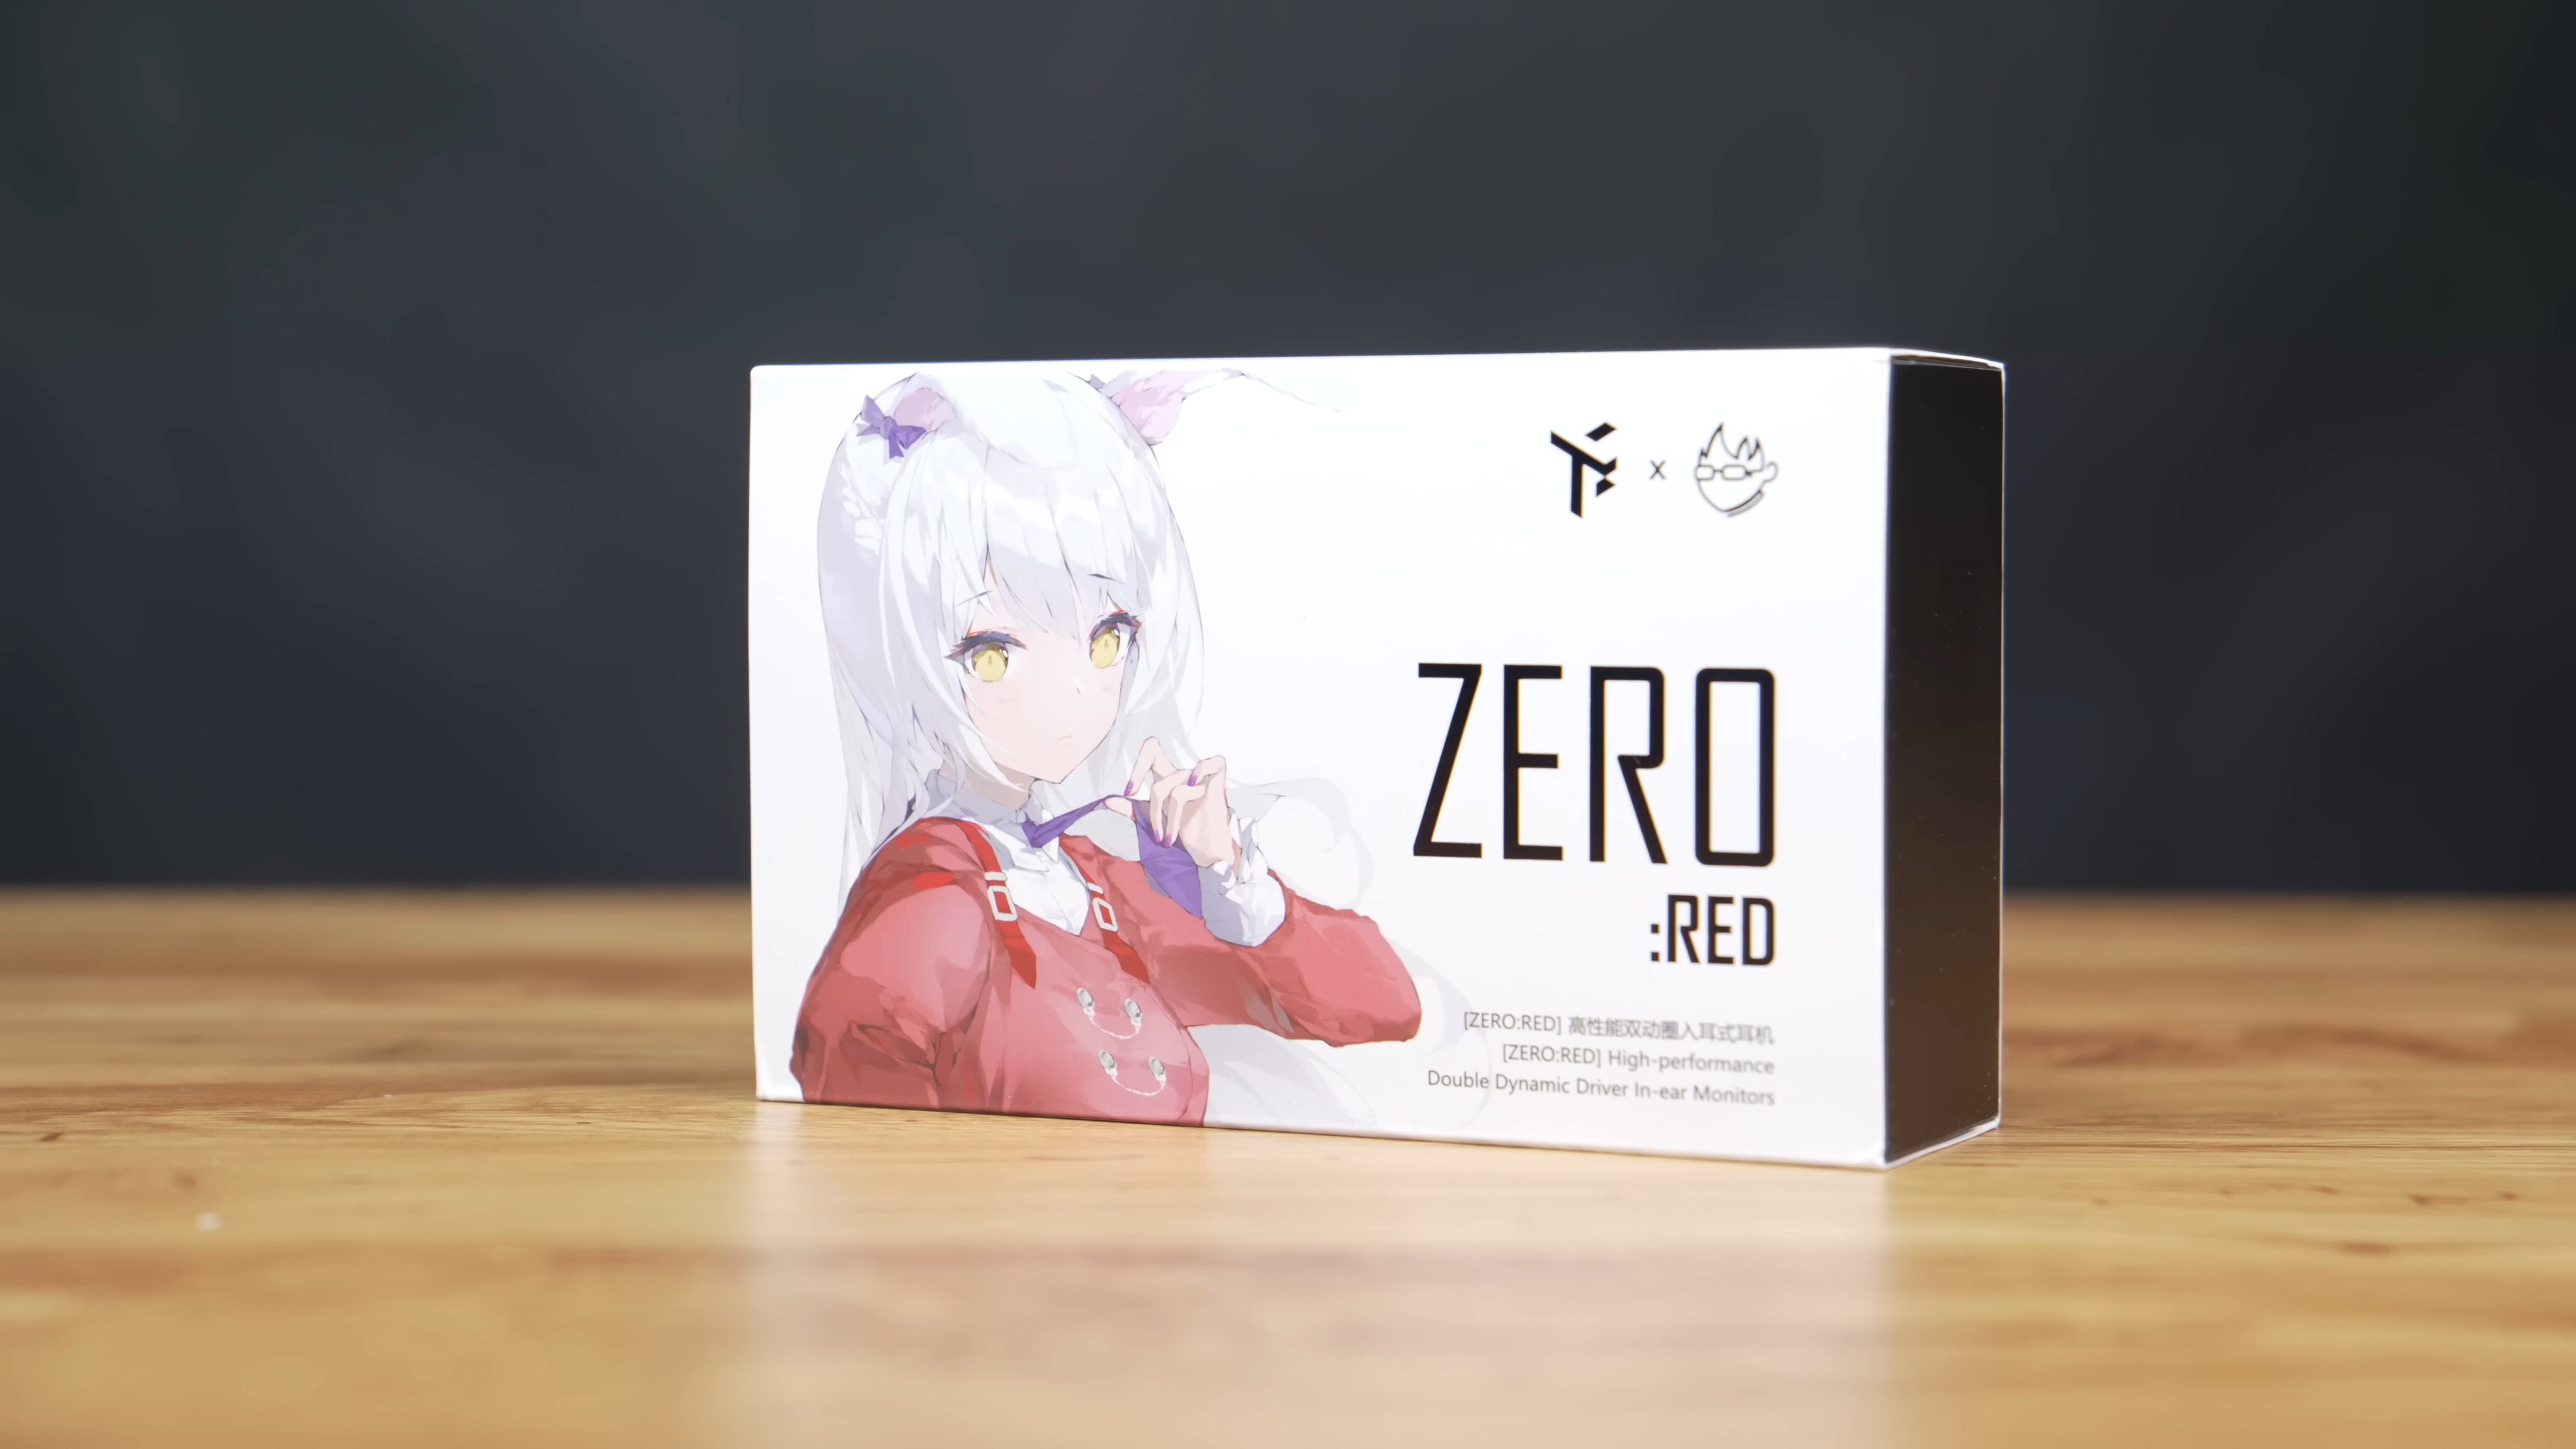 X
ZERO
:RED
[ZERO:RED] 高性能双动圈入耳式耳机
[ZERO:RED] High-performance
Double Dynamic Driver In-ear Monitors